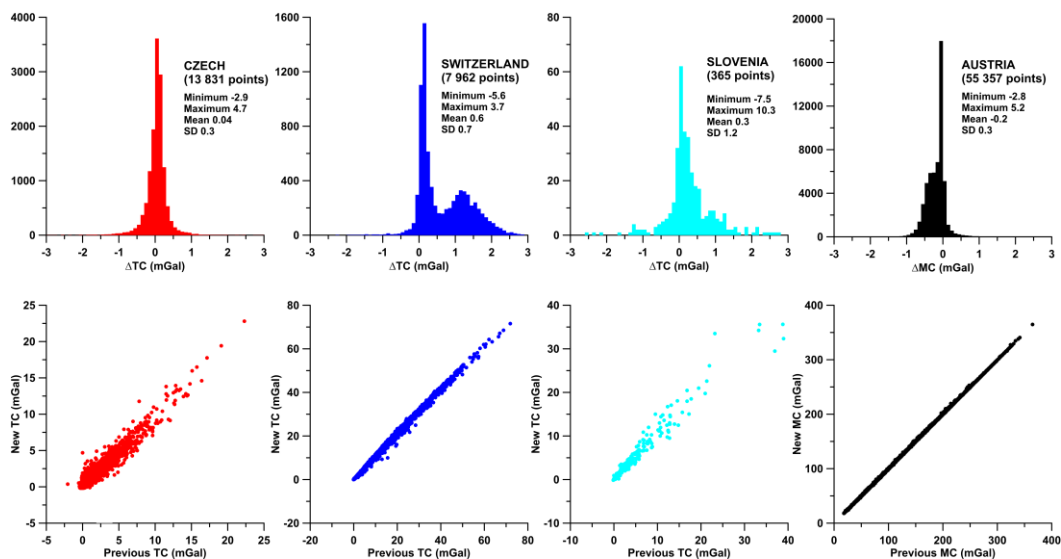 4000
3000
2000
1000
0
-3 -2 -1 0 1 2 3
ΔTC (mGal)
CZECH
(13 831 points)
Minimum -2.9
Maximum 4.7
Mean 0.04
SD 0.3
1600
1200
800
400
0
-3 -2 -1 0 1 2 3
ΔTC (mGal)
SWITZERLAND
(7 962 points)
Minimum -5.6
Maximum 3.7
Mean 0.6
SD 0.7
80
60
40
20
0
-3 -2 -1 0 1 2 3
ΔTC (mGal)
SLOVENIA
(365 points)
Minimum -7.5
Maximum 10.3
Mean 0.3
SD 1.2
20000
16000
12000
8000
4000
0
-3 -2 -1 0 1 2 3
ΔMC (mGal)
AUSTRIA
(55 357 points)
Minimum -2.8
Maximum 5.2
Mean -0.2
SD 0.3
New TC (mGal)
25
20
15
10
5
0
-5
-5 0 5 10 15 20 25
Previous TC (mGal)
New TC (mGal)
80
60
40
20
0
-20
-20 0 20 40 60 80
Previous TC (mGal)
New TC (mGal)
40
30
20
10
0
-10
-10 0 10 20 30 40
Previous TC (mGal)
New MC (mGal)
400
300
200
100
0
0 100 200 300 400
Previous MC (mGal)